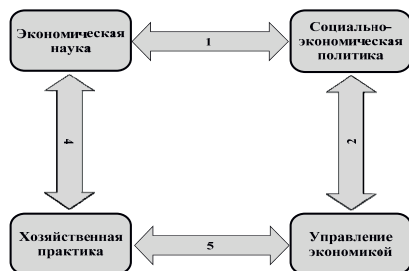 Экономическая
наука
1
Социально-
экономическая
политика
4
2
Хозяйственная
практика
5
Управление
экономикой